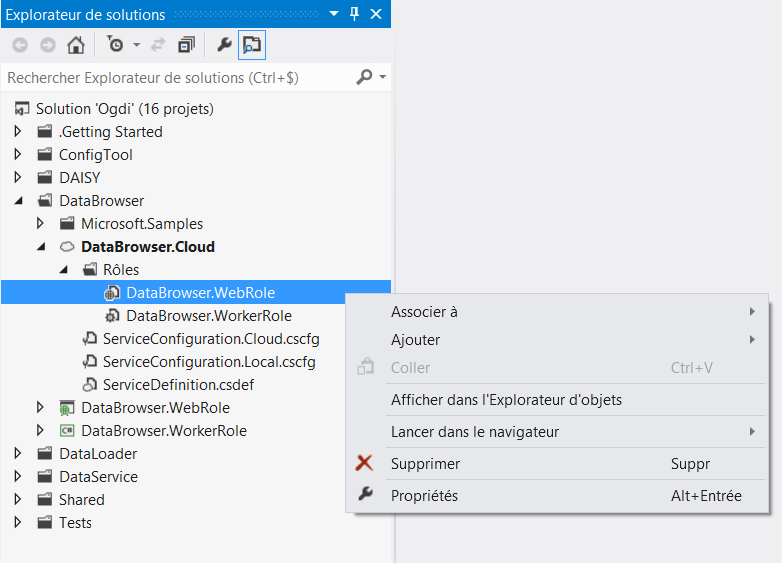 Explorateur de solutions
Rechercher Explorateur de solutions (Ctrl+$)
Solution 'Ogdi' (16 projets)
.Getting Started
ConfigTool
DAISY
DataBrowser
Microsoft.Samples
DataBrowser.Cloud
Rôles
DataBrowser.WebRole
DataBrowser.WorkerRole
ServiceConfiguration.Cloud.cscfg
ServiceConfiguration.Local.cscfg
ServiceDefinition.csdef
DataBrowser.WebRole
DataBrowser.WorkerRole
DataLoader
DataService
Shared
Tests
Associer à
Ajouter
Coller Ctrl+V
Afficher dans l'Explorateur d'objets
Lancer dans le navigateur
Supprimer Suppr
Propriétés Alt+Entrée